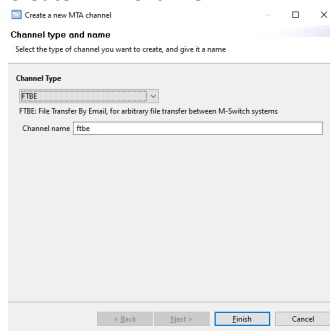 Create a new MTA channel
Channel type and name
Select the type of channel you want to create, and give it a name
Channel Type
FTBE
FTBE: File Transfer By Email, for arbitrary file transfer between M-Switch systems
Channel name ftbe
< Back Next > Finish Cancel